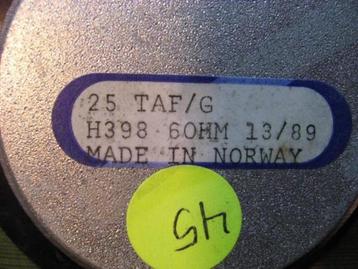 25 TAF/G
H398 6OHM 13/89
MADE IN NORWAY
45